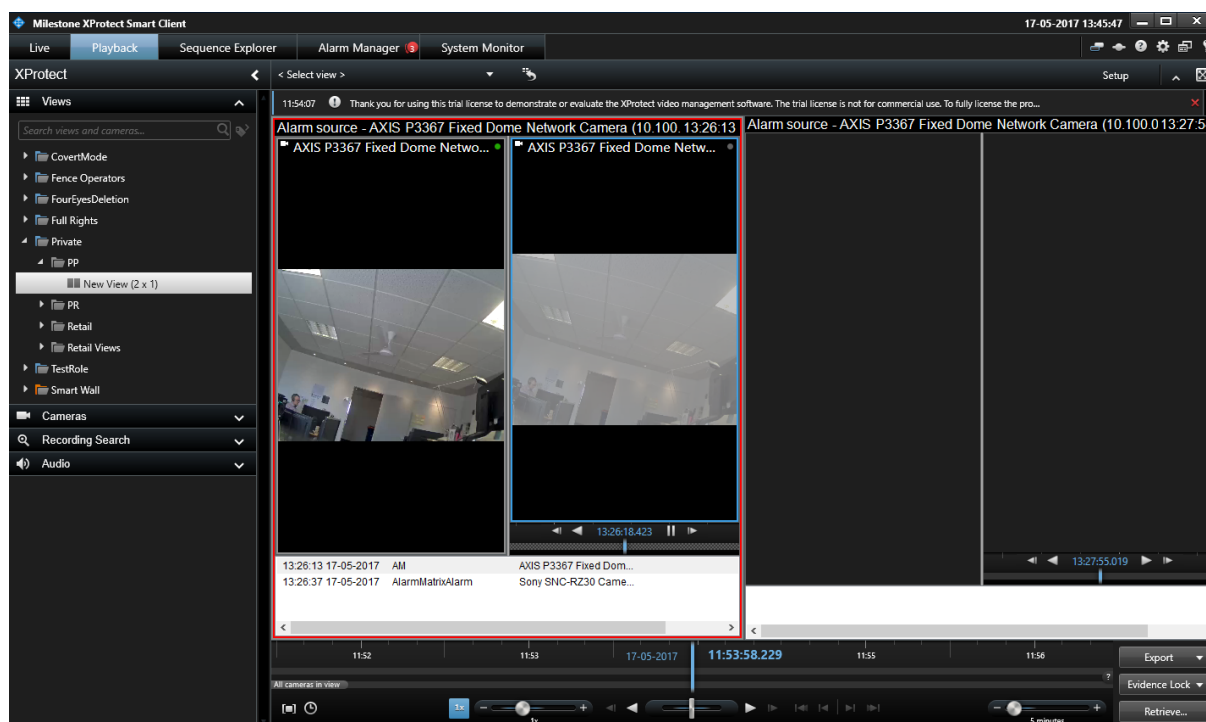 Milestone XProtect Smart Client
17-05-2017 13:45:47
Live Playback Sequence Explorer Alarm Manager 3 System Monitor
XProtect
< Select view >
Setup
Views
11:54:07 Thank you for using this trial license to demonstrate or evaluate the XProtect video management software. The trial license is not for commercial use. To fully license the pro...
Search views and cameras...
CovertMode
Fence Operators
FourEyesDeletion
Full Rights
Private
PP
New View (2 x 1)
PR
Retail
Retail Views
TestRole
Smart Wall
Cameras
Recording Search
Audio
Alarm source - AXIS P3367 Fixed Dome Network Camera (10.100. 13:26:13
AXIS P3367 Fixed Dome Netwo...
AXIS P3367 Fixed Dome Netw...
13:26:18.423
13:26:13 17-05-2017 AM AXIS P3367 Fixed Dom...
13:26:37 17-05-2017 AlarmMatrixAlarm Sony SNC-RZ30 Came...
Alarm source - AXIS P3367 Fixed Dome Network Camera (10.100.0 13:27:5
13:27:55.019
11:52 11:53 17-05-2017 11:53:58.229 11:55 11:56
All cameras in view
?
1x
1x
5 minutes
Export
Evidence Lock
Retrieve...